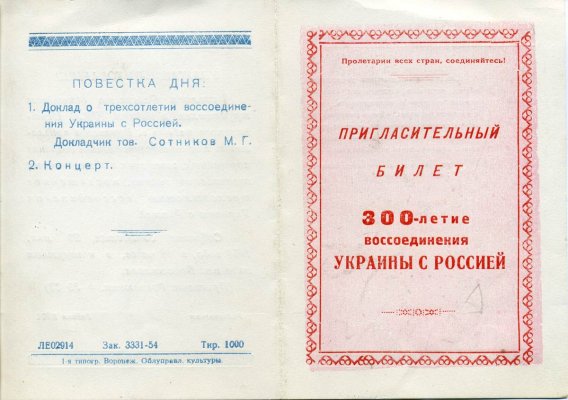 ПОВЕСТКА ДНЯ:
1. Доклад о трехсотлетии воссоедине-
ния Украины с Россией.
Докладчик тов. Сотников М. Г.
2. Концерт.
ЛЕ02914 Зак. 3331-54 Тир. 1000
1-я типогр. Воронеж. Облуправл. культуры
Пролетарии всех стран, соединяйтесь!
ПРИГЛАСИТЕЛЬНЫЙ
БИЛЕТ
300-летие
воссоединения
УКРАИНЫ С РОССИЕЙ